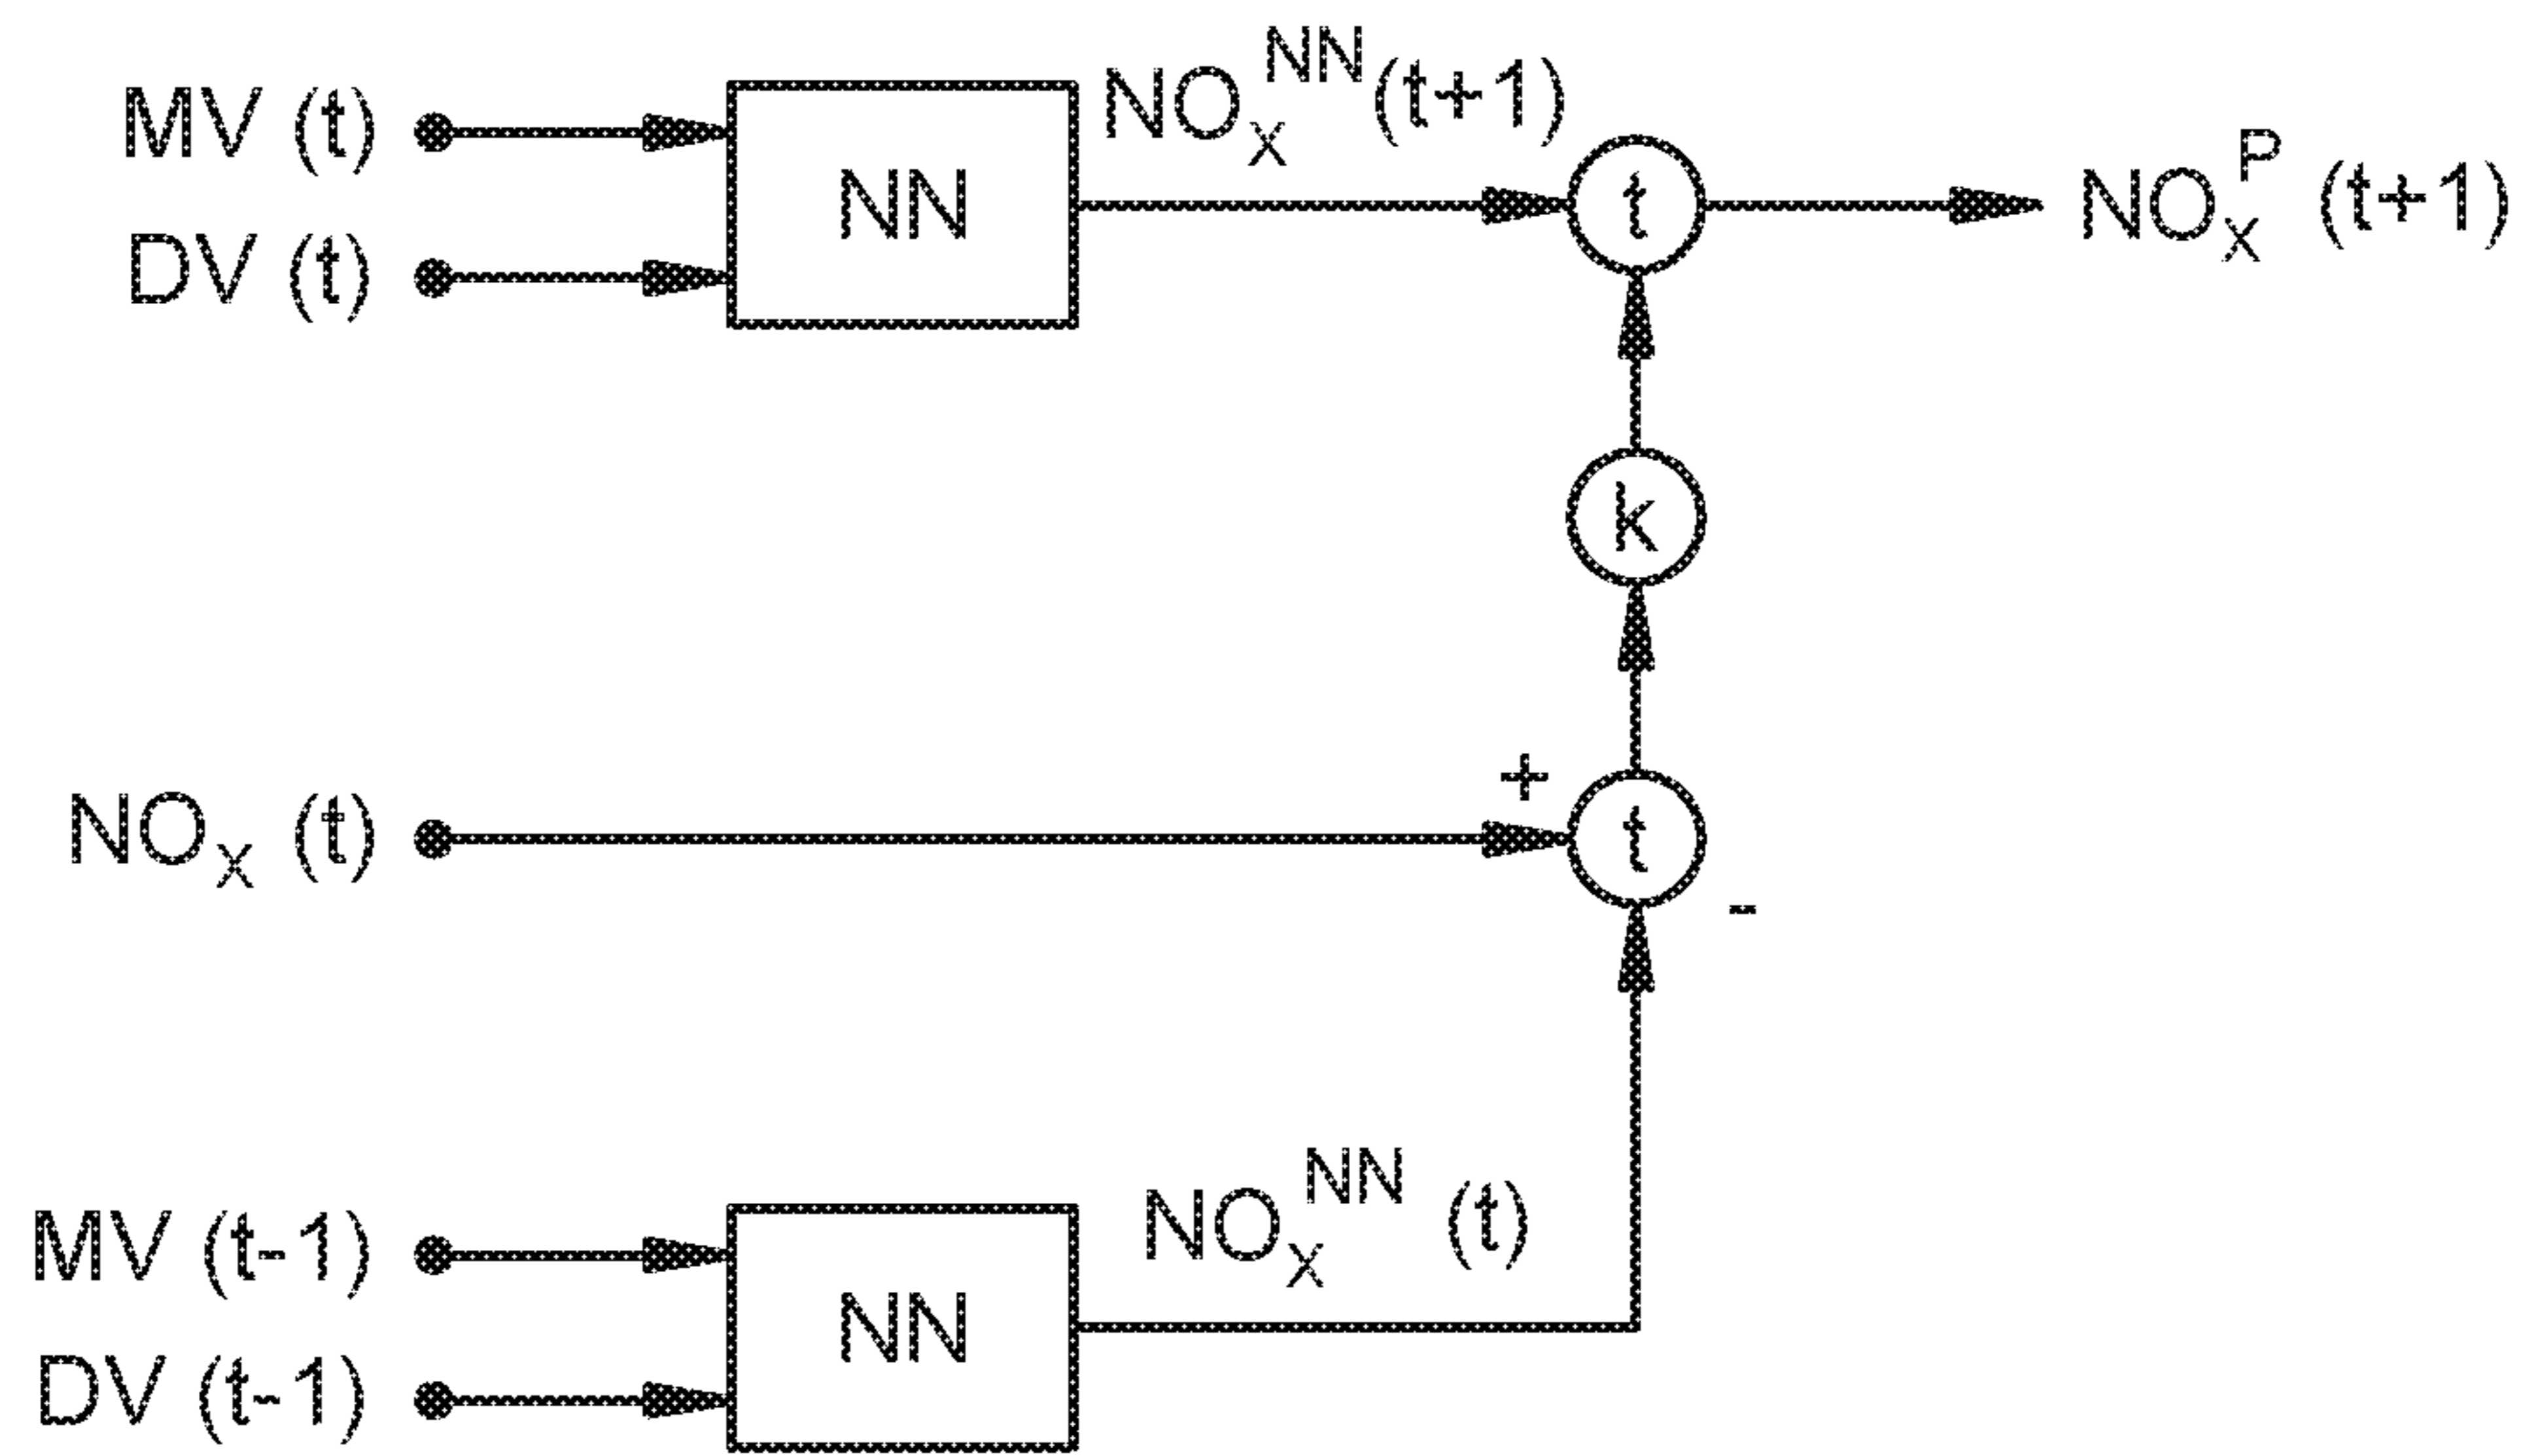 MV (t)
DV (t)
NN
NO_X^NN(t+1)
t
NO_X^P (t+1)
k
NO_X (t)
+
t
-
MV (t-1)
DV (t-1)
NN
NO_X^NN (t)